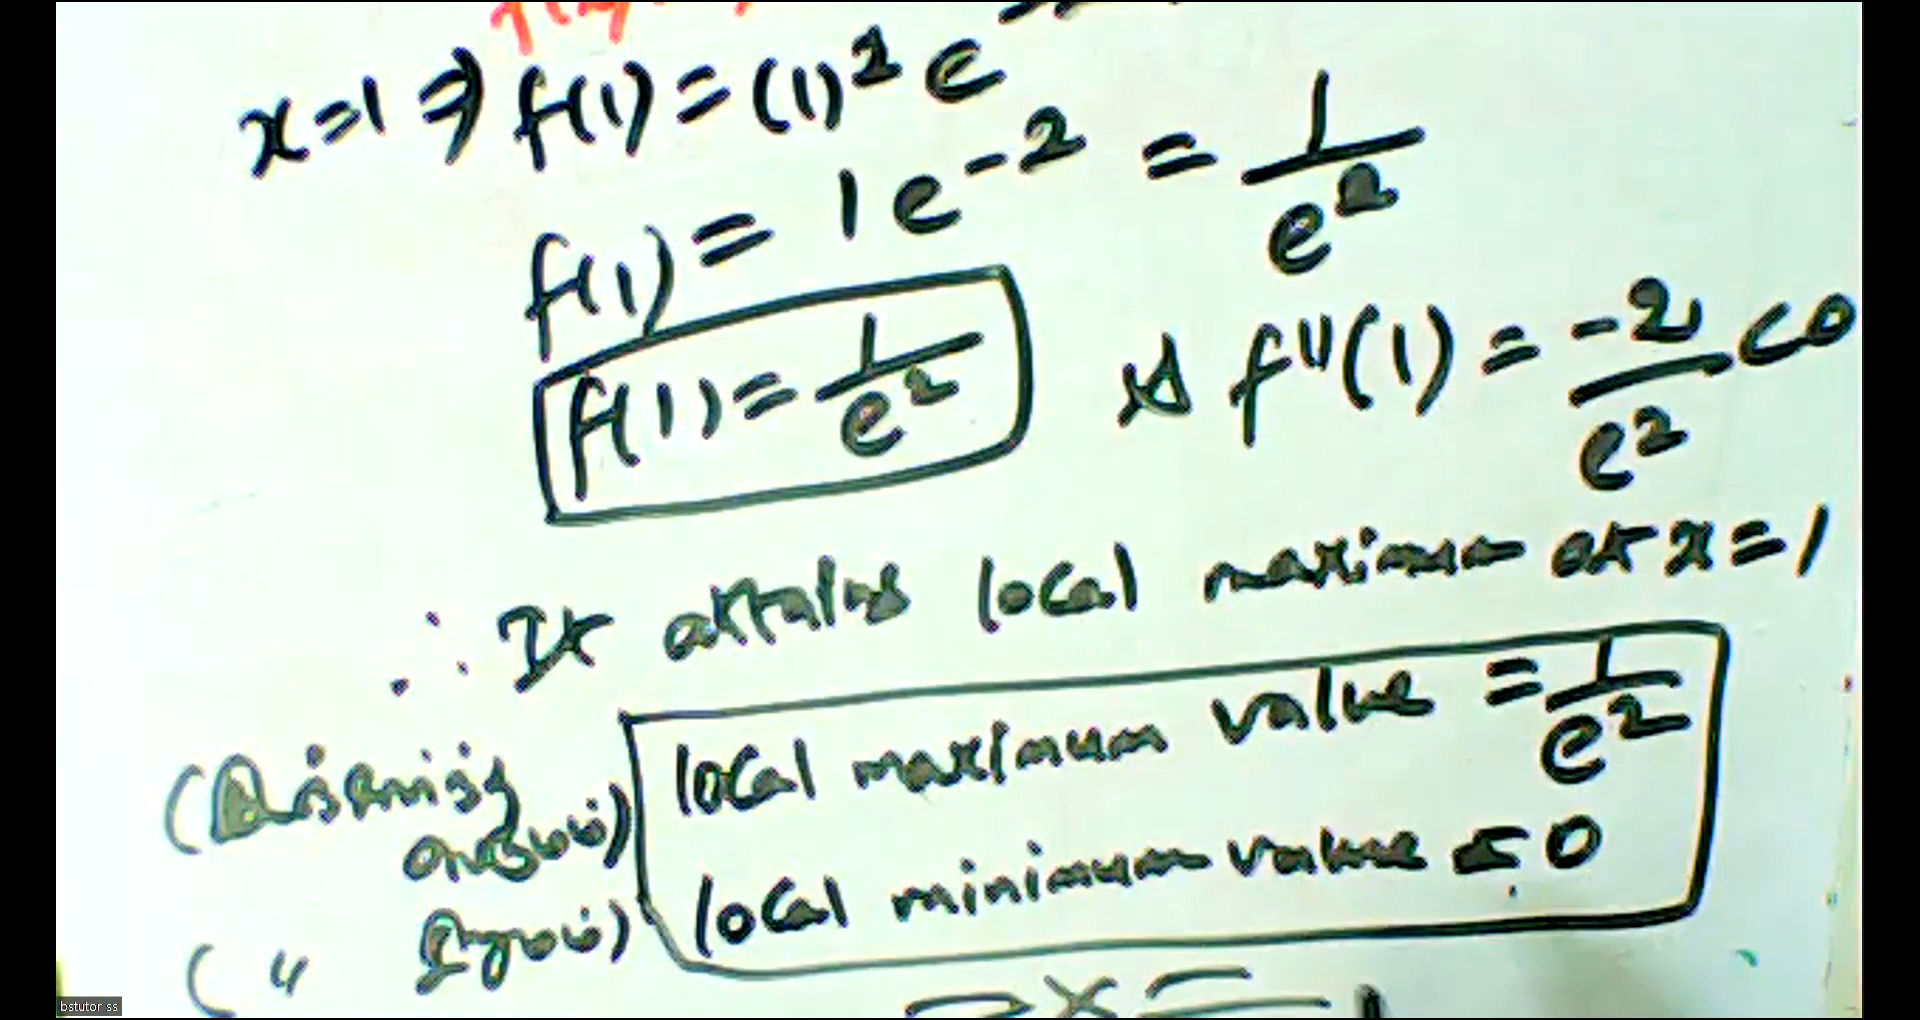 x=1 ⇒ f(1) = (1)² e
f(1) = 1e⁻² = 1/e²
f(1) = 1/e² ☆ f''(1) = -2/e² <0
∴ It attains local maximum at x=1
local maximum value = 1/e²
local minimum value = 0
bstutor ss